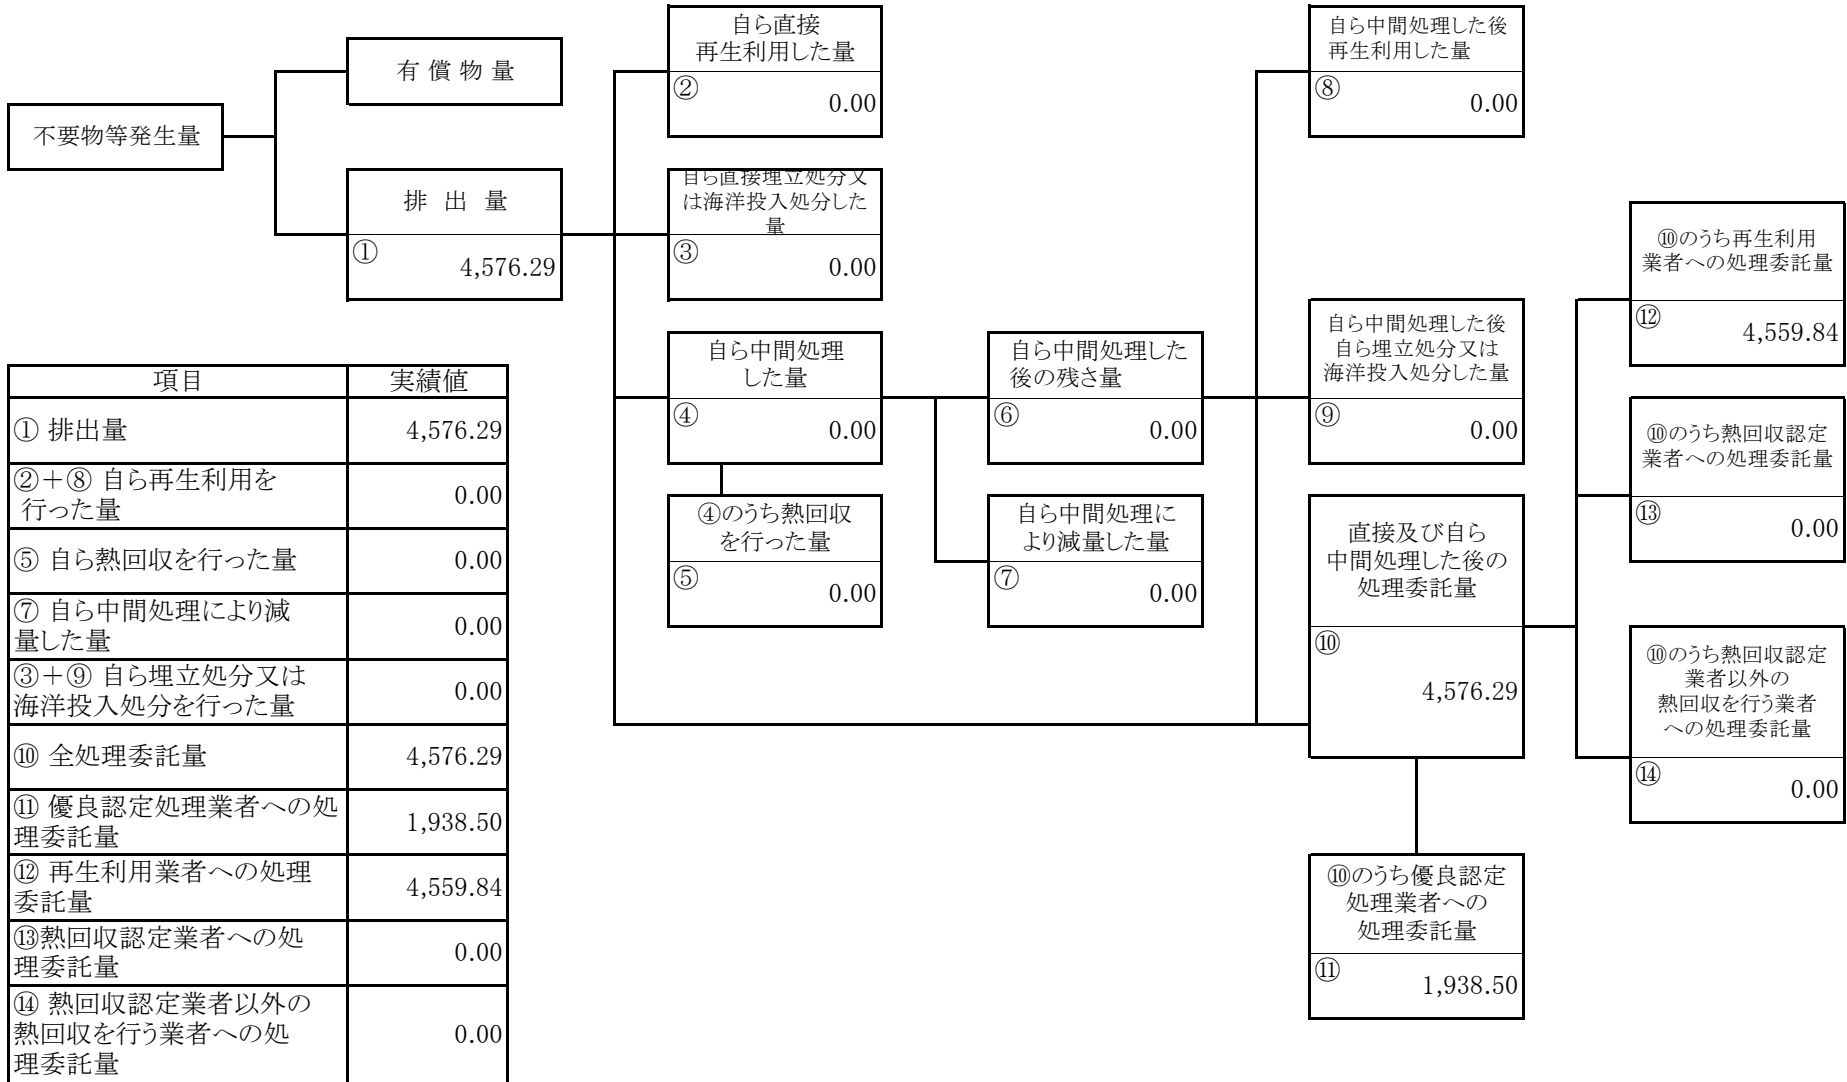 不要物等発生量
有 償 物 量
排 出 量
①
4,576.29
自ら直接
再生利用した量
②
0.00
自ら直接埋立処分又
は海洋投入処分した
量
③
0.00
自ら中間処理
した量
④
0.00
④のうち熱回収
を行った量
⑤
0.00
自ら中間処理した
後の残さ量
⑥
0.00
自ら中間処理に
より減量した量
⑦
0.00
自ら中間処理した後
再生利用した量
⑧
0.00
自ら中間処理した後
自ら埋立処分又は
海洋投入処分した量
⑨
0.00
直接及び自ら
中間処理した後の
処理委託量
⑩
4,576.29
⑩のうち優良認定
処理業者への
処理委託量
⑪
1,938.50
⑩のうち再生利用
業者への処理委託量
⑫
4,559.84
⑩のうち熱回収認定
業者への処理委託量
⑬
0.00
⑩のうち熱回収認定
業者以外の
熱回収を行う業者
への処理委託量
⑭
0.00
項目 実績値
① 排出量 4,576.29
②＋⑧ 自ら再生利用を
行った量
0.00
⑤ 自ら熱回収を行った量 0.00
⑦ 自ら中間処理により減
量した量
0.00
③＋⑨ 自ら埋立処分又は
海洋投入処分を行った量
0.00
⑩ 全処理委託量 4,576.29
⑪ 優良認定処理業者への処
理委託量
1,938.50
⑫ 再生利用業者への処理
委託量
4,559.84
⑬熱回収認定業者への処
理委託量
0.00
⑭ 熱回収認定業者以外の
熱回収を行う業者への処
理委託量
0.00